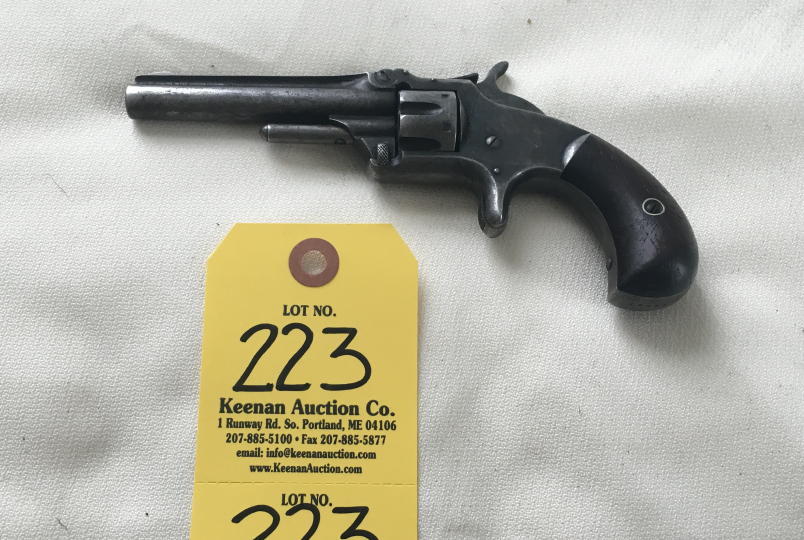 LOT NO.
223
Keenan Auction Co.
1 Runway Rd. So. Portland, ME 04106
207-885-5100 • Fax 207-885-5877
email: info@keenanauction.com
www.KeenanAuction.com
LOT NO.
223